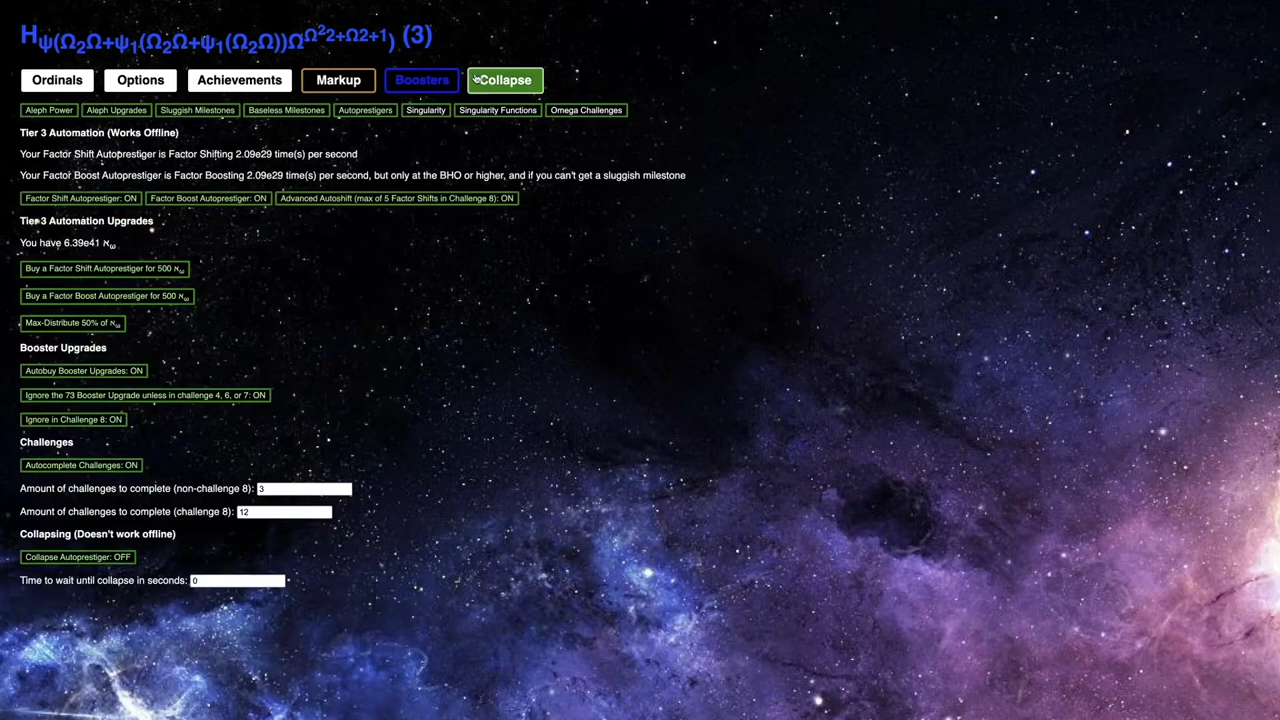 Hψ(Ω₂Ω+ψ₁(Ω₂Ω+ψ₁(Ω₂Ω))Ω^Ω²2+Ω2+1) (3)
Ordinals Options Achievements Markup Boosters Collapse
Aleph Power Aleph Upgrades Sluggish Milestones Baseless Milestones Autoprestigers Singularity Singularity Functions Omega Challenges
Tier 3 Automation (Works Offline)
Your Factor Shift Autoprestiger is Factor Shifting 2.09e29 time(s) per second
Your Factor Boost Autoprestiger is Factor Boosting 2.09e29 time(s) per second, but only at the BHO or higher, and if you can't get a sluggish milestone
Factor Shift Autoprestiger: ON Factor Boost Autoprestiger: ON Advanced Autoshift (max of 5 Factor Shifts in Challenge 8): ON
Tier 3 Automation Upgrades
You have 6.39e41 ℵω
Buy a Factor Shift Autoprestiger for 500 ℵω
Buy a Factor Boost Autoprestiger for 500 ℵω
Max-Distribute 50% of ℵω
Booster Upgrades
Autobuy Booster Upgrades: ON
Ignore the 73 Booster Upgrade unless in challenge 4, 6, or 7: ON
Ignore in Challenge 8: ON
Challenges
Autocomplete Challenges: ON
Amount of challenges to complete (non-challenge 8): 3
Amount of challenges to complete (challenge 8): 12
Collapsing (Doesn't work offline)
Collapse Autoprestiger: OFF
Time to wait until collapse in seconds: 0